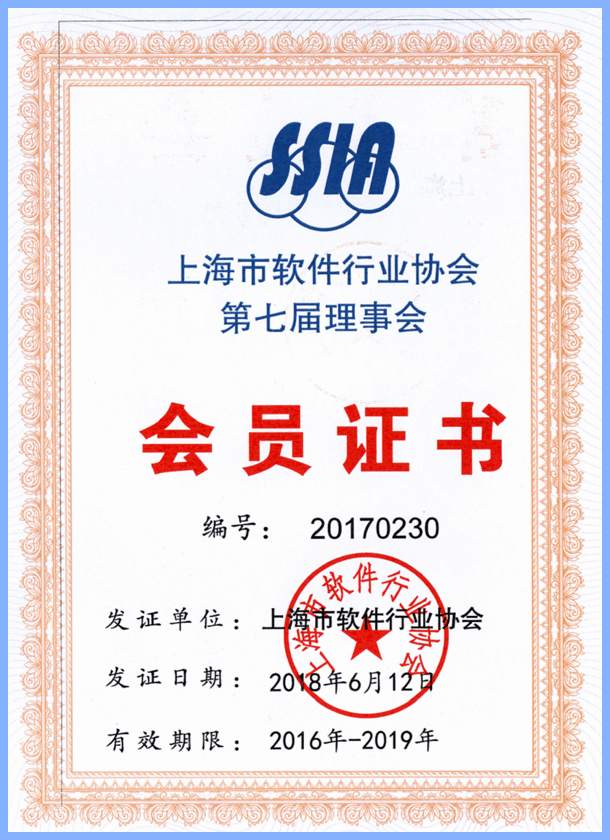 SSIA
上海市软件行业协会
第七届理事会
会员证书
编号： 20170230
发证单位：上海市软件行业协会
上海市软件行业协会
发证日期：2018年6月12日
有效期限：2016年-2019年